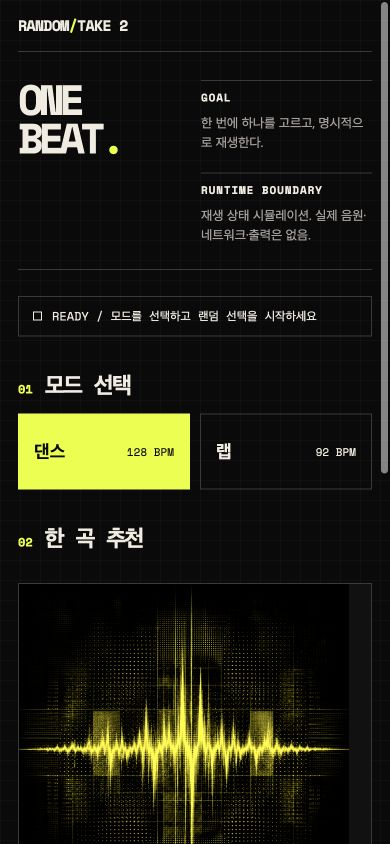 RANDOM/TAKE 2
ONE
BEAT.
GOAL
한 번에 하나를 고르고, 명시적으
로 재생한다.
RUNTIME BOUNDARY
재생 상태 시뮬레이션. 실제 음원·
네트워크·출력은 없음.
□ READY / 모드를 선택하고 랜덤 선택을 시작하세요
01 모드 선택
댄스 128 BPM
랩 92 BPM
02 한 곡 추천